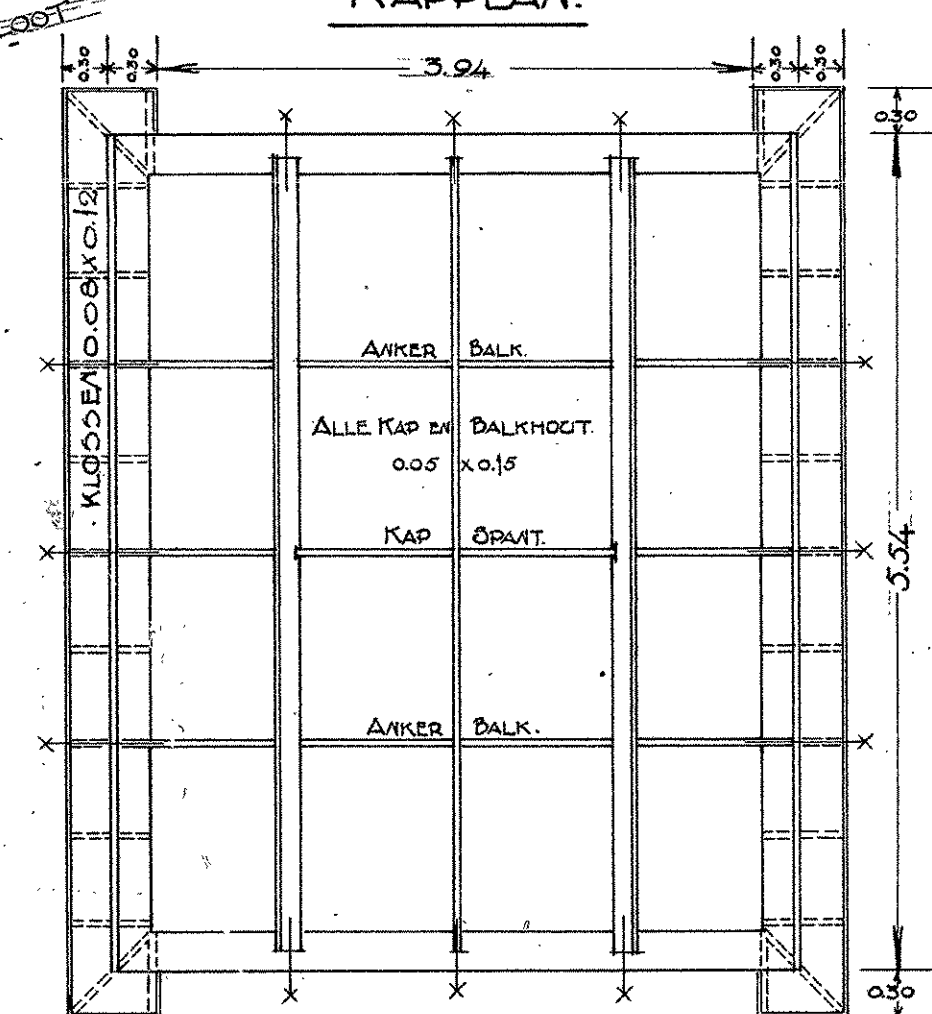 KAPPLAN.
0.30 0.30 3.94 0.30 0.30
0.30
KLOSSEN 0.08 X 0.12
ANKER BALK.
ALLE KAP EN BALKHOUT.
0.05 X 0.15
KAP SPANT.
5.54
ANKER BALK.
0.30